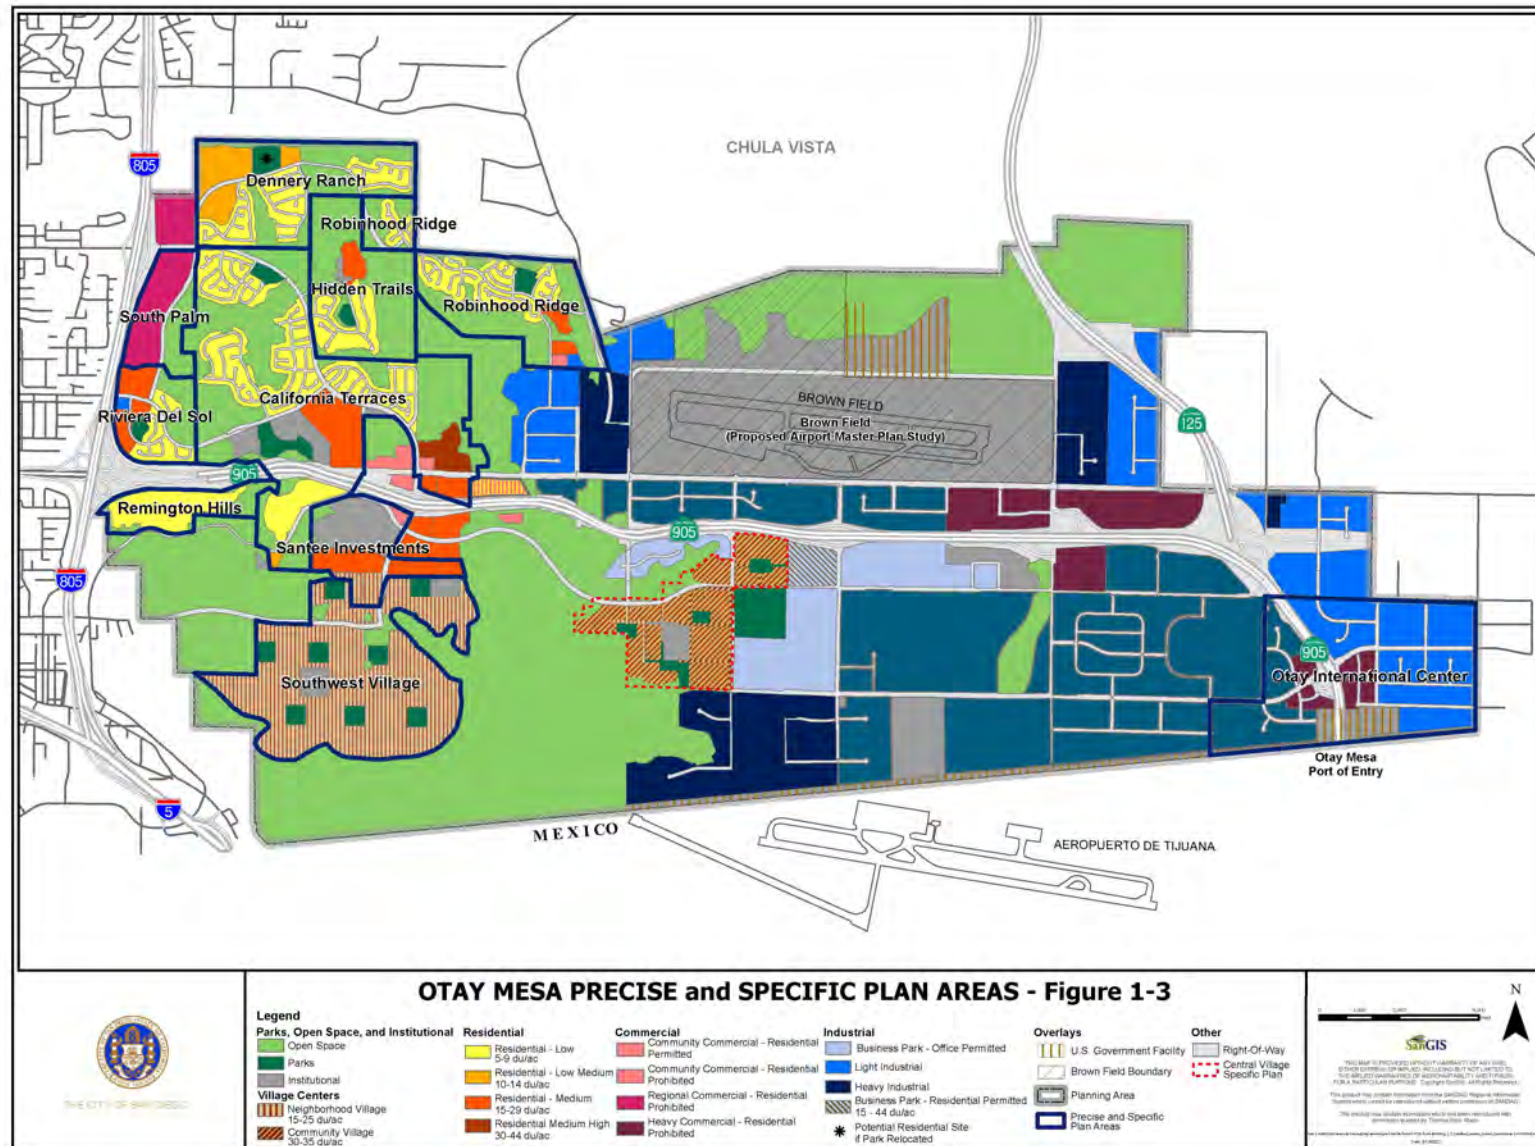 CHULA VISTA
805
Dennery Ranch
Robinhood Ridge
Hidden Trails
Robinhood Ridge
South Palm
California Terraces
Riviera Del Sol
BROWN FIELD
Brown Field
(Proposed Airport Master Plan Study)
125
905
Remington Hills
905
Santee Investments
805
Southwest Village
905
Otay International Center
Otay Mesa
Port of Entry
5
MEXICO
AEROPUERTO DE TIJUANA
OTAY MESA PRECISE and SPECIFIC PLAN AREAS - Figure 1-3
Legend
Parks, Open Space, and Institutional
Open Space
Parks
Institutional
Village Centers
Neighborhood Village
15-25 du/ac
Community Village
30-35 du/ac
Residential
Residential - Low
5-9 du/ac
Residential - Low Medium
10-14 du/ac
Residential - Medium
15-29 du/ac
Residential Medium High
30-44 du/ac
Commercial
Community Commercial - Residential
Permitted
Community Commercial - Residential
Prohibited
Regional Commercial - Residential
Prohibited
Heavy Commercial - Residential
Prohibited
Industrial
Business Park - Office Permitted
Light Industrial
Heavy Industrial
Business Park - Residential Permitted
15 - 44 du/ac
Potential Residential Site
if Park Relocated
Overlays
U.S. Government Facility
Brown Field Boundary
Planning Area
Precise and Specific
Plan Areas
Other
Right-Of-Way
Central Village
Specific Plan
THE CITY OF SAN DIEGO
N
SanGIS